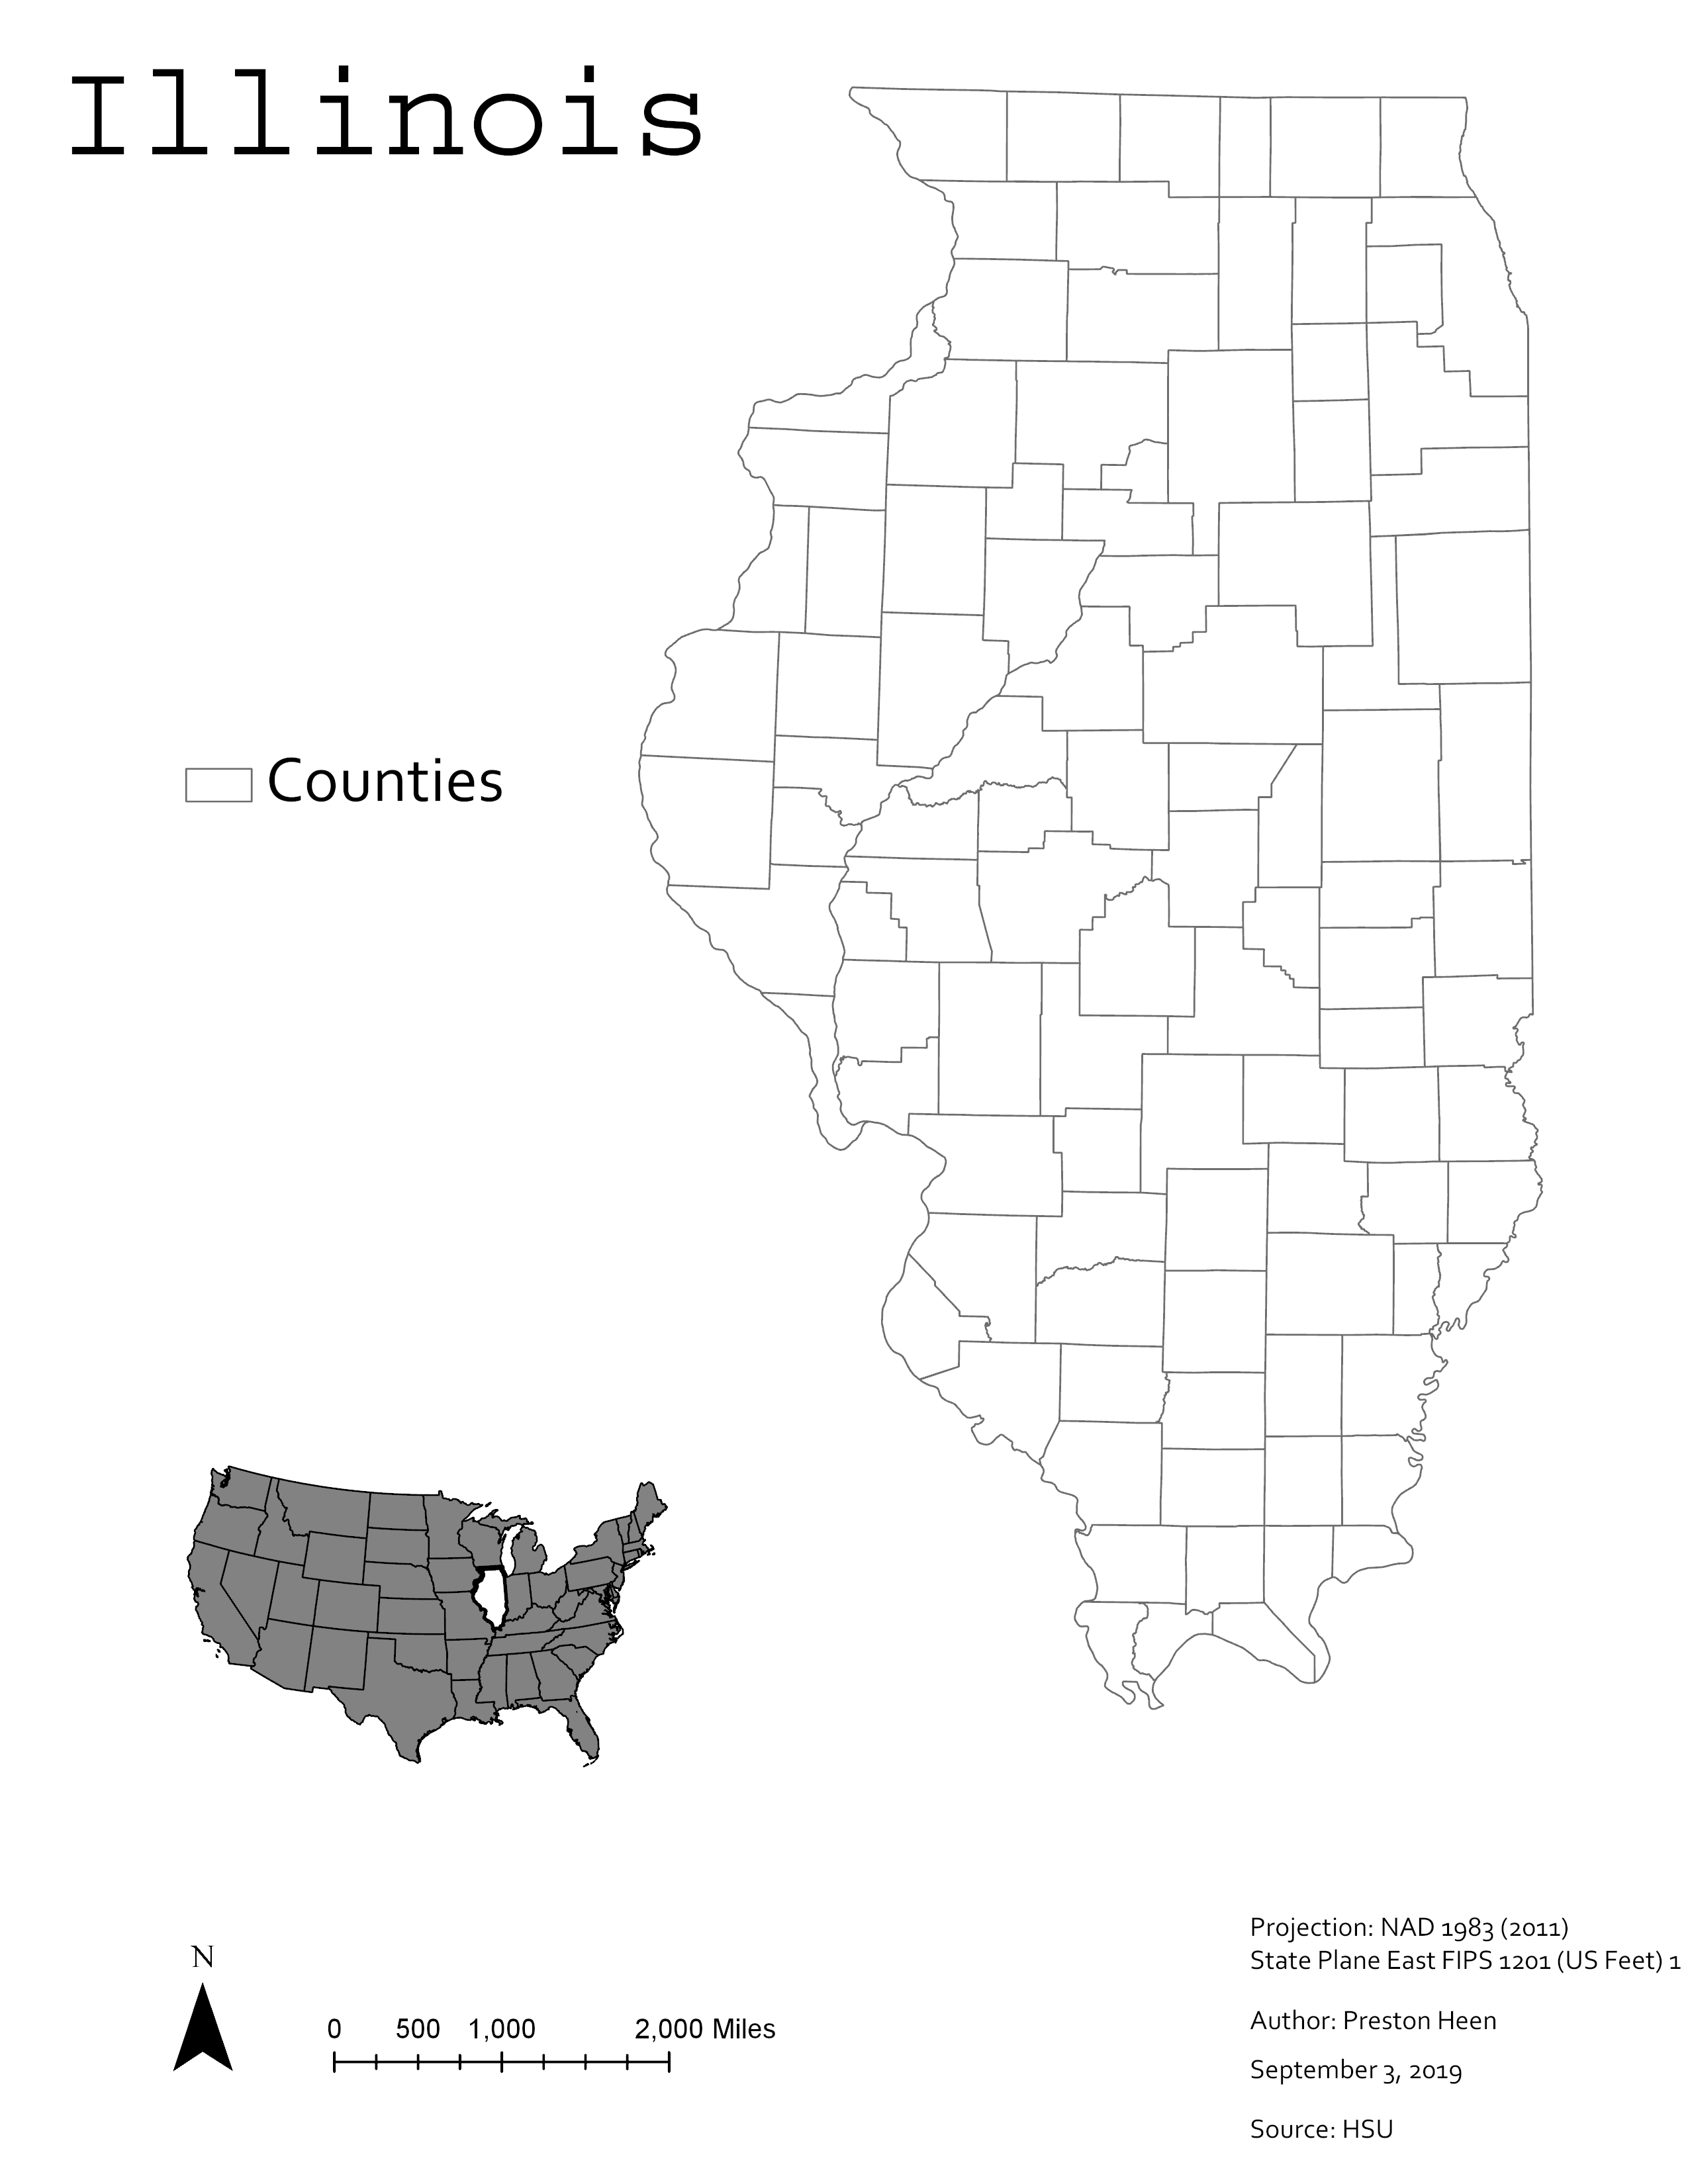 Illinois
Counties
N
0 500 1,000 2,000 Miles
Projection: NAD 1983 (2011)
State Plane East FIPS 1201 (US Feet) 1
Author: Preston Heen
September 3, 2019
Source: HSU